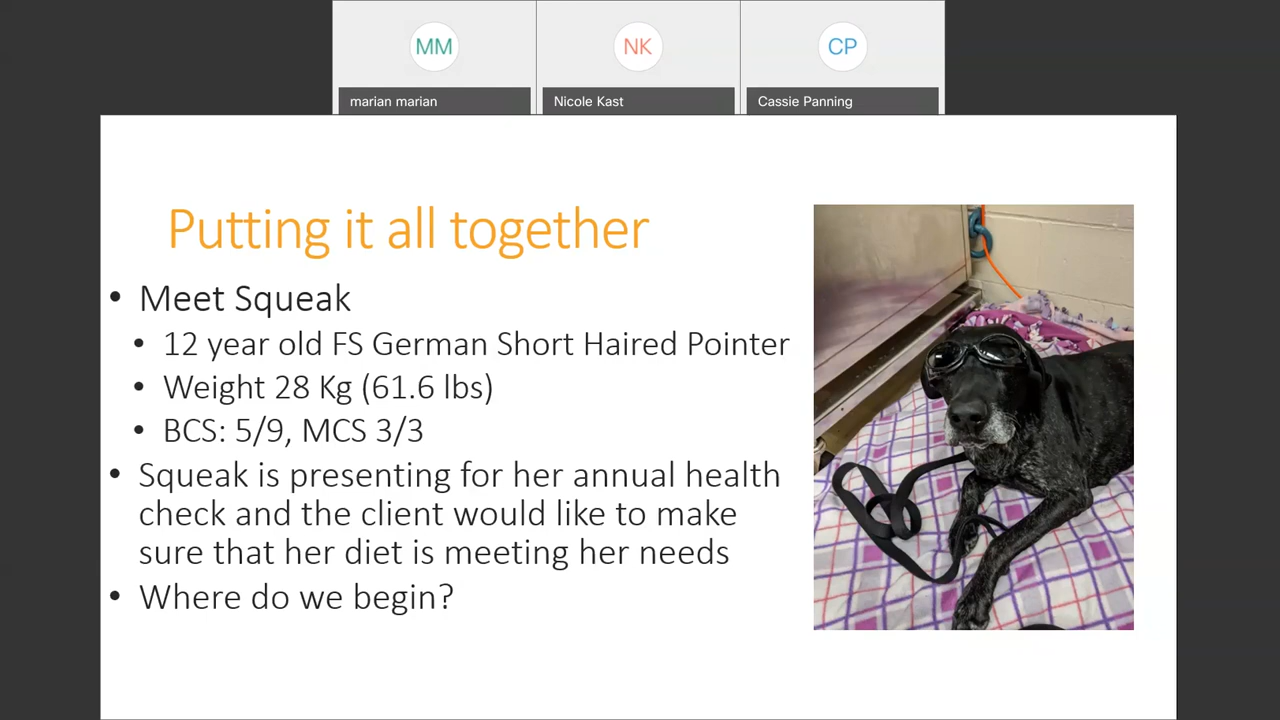 MM
NK
CP
marian marian
Nicole Kast
Cassie Panning
Putting it all together
• Meet Squeak
• 12 year old FS German Short Haired Pointer
• Weight 28 Kg (61.6 lbs)
• BCS: 5/9, MCS 3/3
• Squeak is presenting for her annual health
check and the client would like to make
sure that her diet is meeting her needs
• Where do we begin?